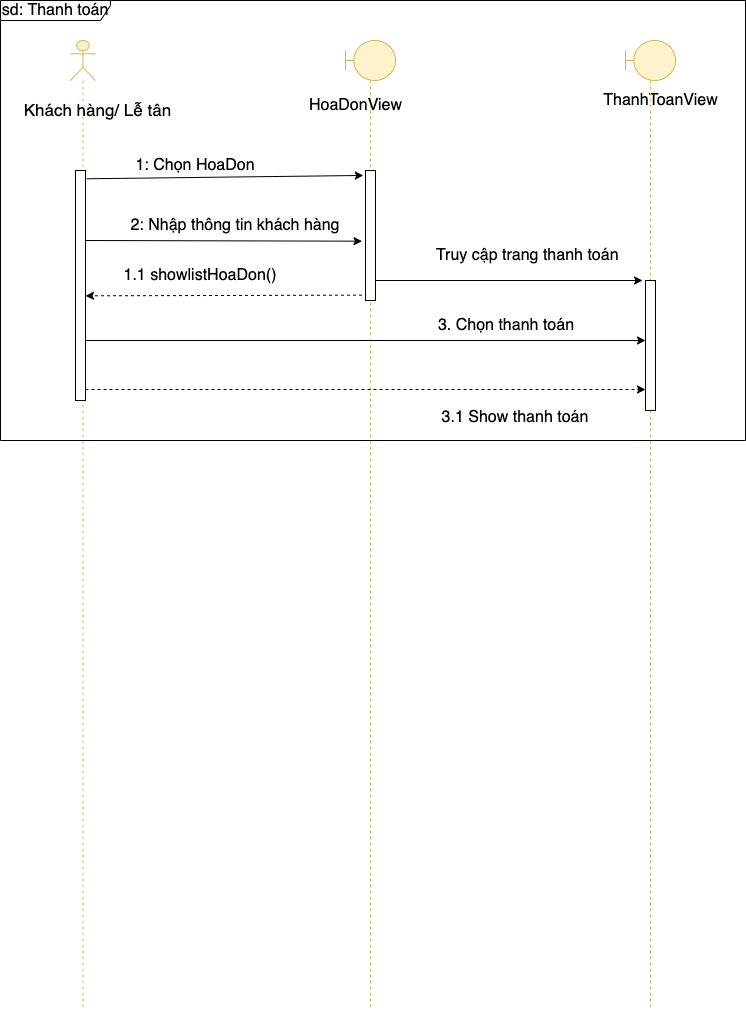 sd: Thanh toán
Khách hàng/ Lễ tân
HoaDonView
ThanhToanView
1: Chọn HoaDon
2: Nhập thông tin khách hàng
Truy cập trang thanh toán
1.1 showlistHoaDon()
3. Chọn thanh toán
3.1 Show thanh toán